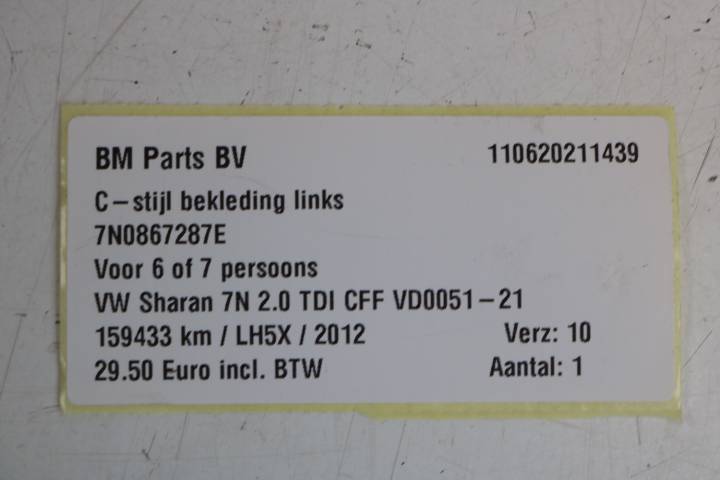 BM Parts BV 110620211439
C-stijl bekleding links
7N0867287E
Voor 6 of 7 persoons
VW Sharan 7N 2.0 TDI CFF VD0051-21
159433 km / LH5X / 2012 Verz: 10
29.50 Euro incl. BTW Aantal: 1